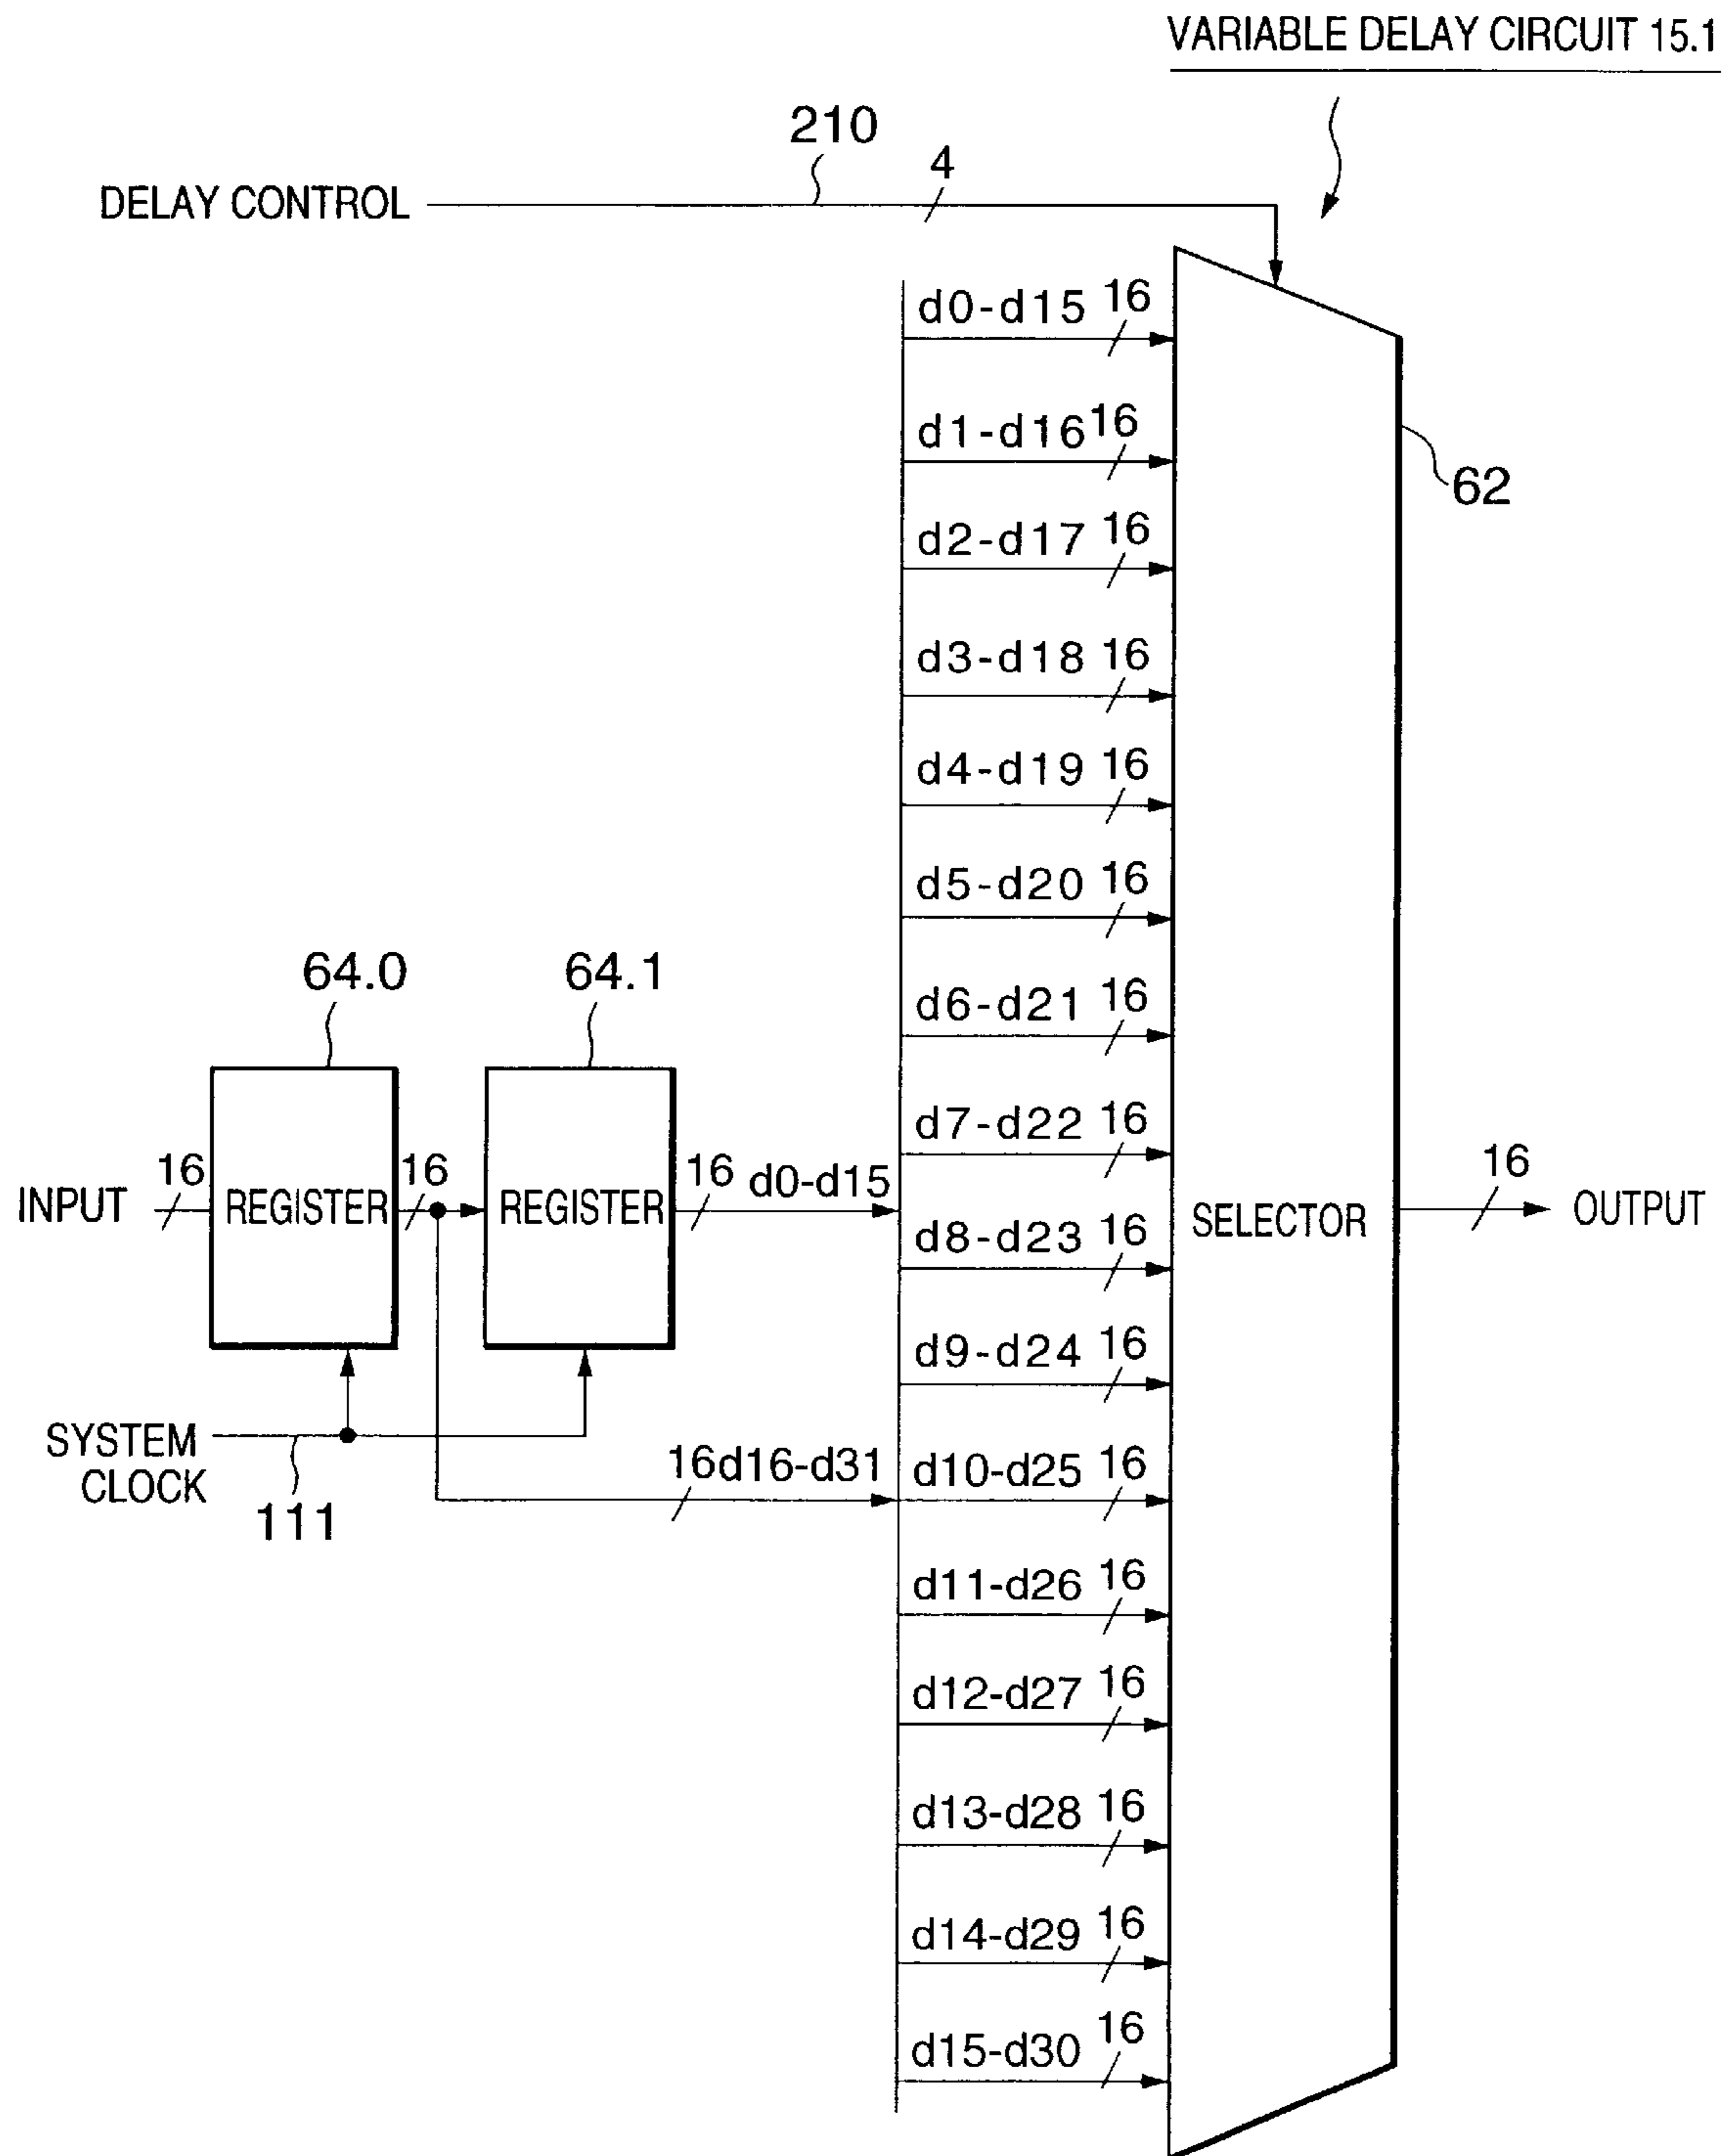 VARIABLE DELAY CIRCUIT 15.1
210
4
DELAY CONTROL
d0-d15 16
d1-d16 16
62
d2-d17 16
d3-d18 16
d4-d19 16
d5-d20 16
64.0
64.1
d6-d21 16
d7-d22 16
INPUT
16
REGISTER
16
REGISTER
16 d0-d15
SELECTOR
16
OUTPUT
d8-d23 16
d9-d24 16
SYSTEM
CLOCK
111
16d16-d31
d10-d25 16
d11-d26 16
d12-d27 16
d13-d28 16
d14-d29 16
d15-d30 16